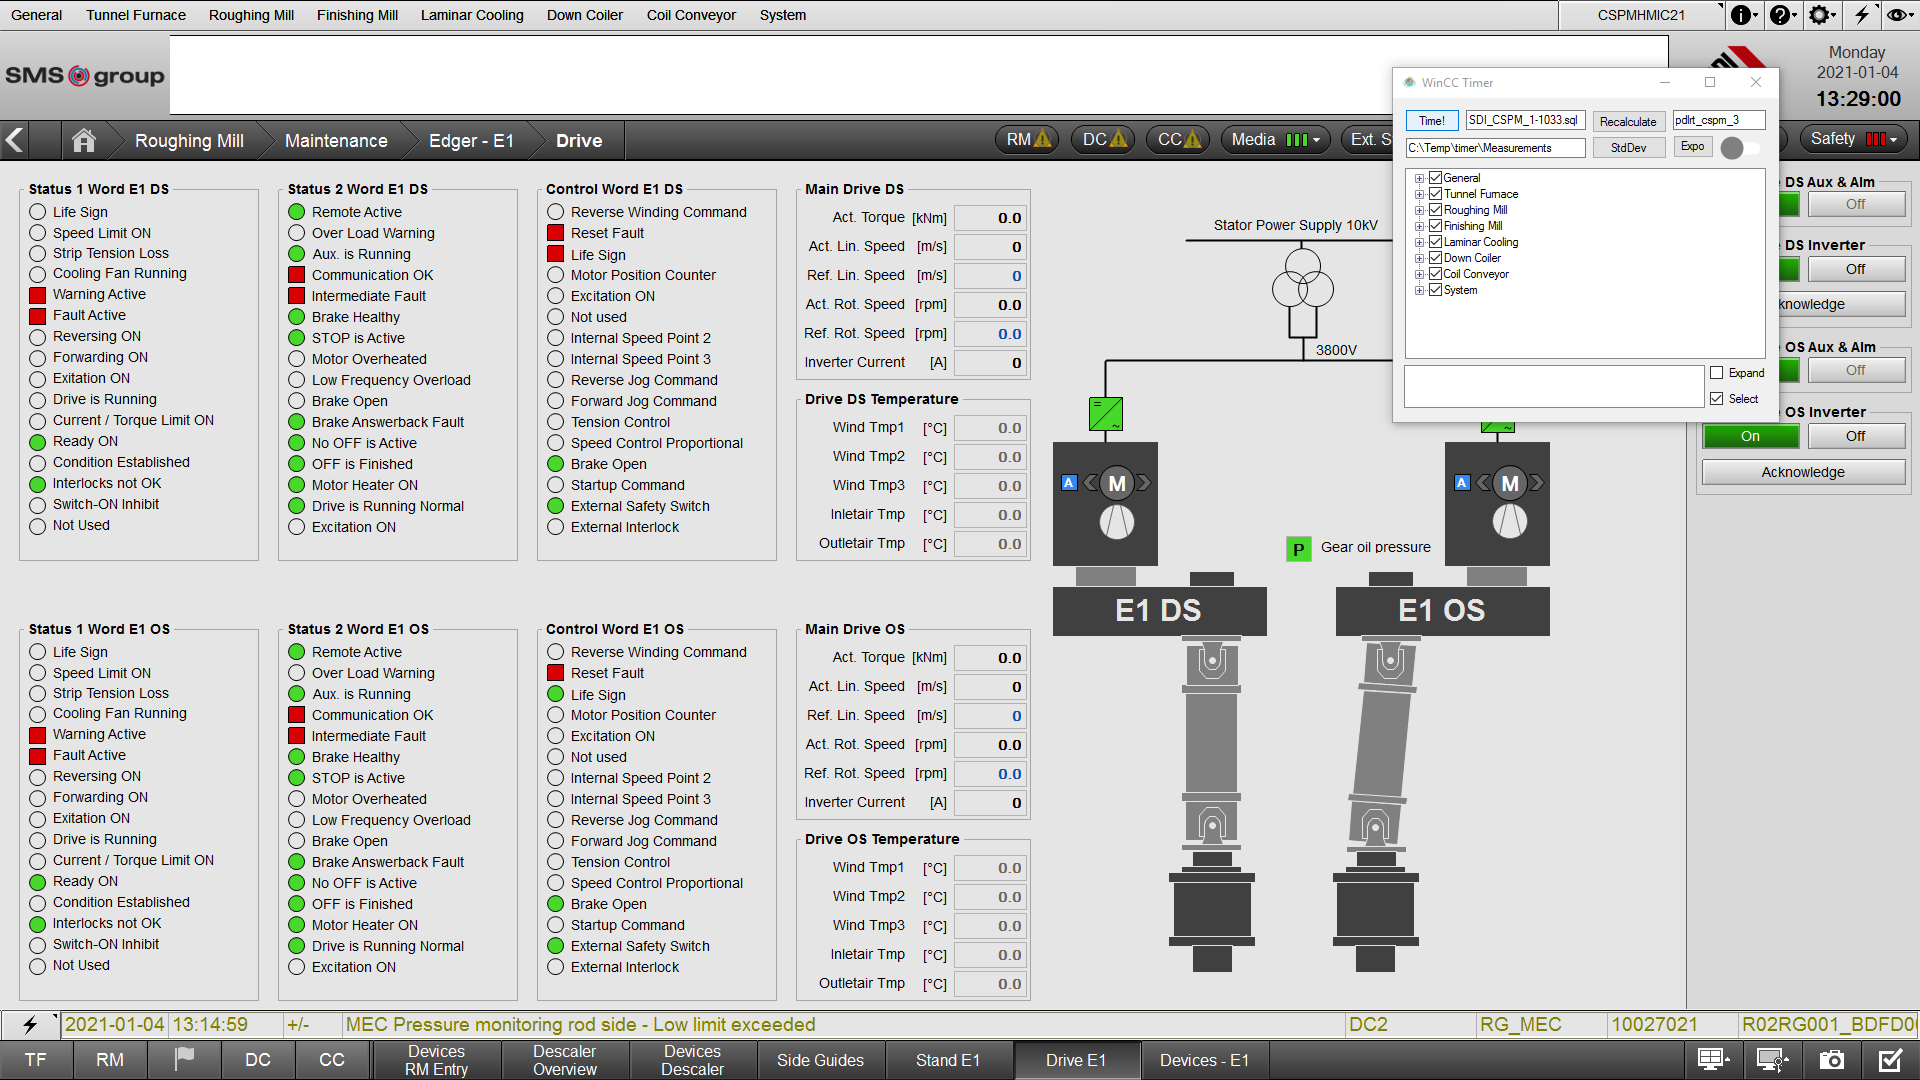 General Tunnel Furnace Roughing Mill Finishing Mill Laminar Cooling Down Coiler Coil Conveyor System CSPMHMIC21
SMS group
Monday
2021-01-04
13:29:00
Roughing Mill Maintenance Edger - E1 Drive RM DC CC Media Ext. S Safety
WinCC Timer
Time! SDI_CSPM_1-1033.sql Recalculate pdlrt_cspm_3
C:\Temp\timer\Measurements StdDev Expo
General
Tunnel Furnace
Roughing Mill
Finishing Mill
Laminar Cooling
Down Coiler
Coil Conveyor
System
Expand
Select
Status 1 Word E1 DS
Life Sign
Speed Limit ON
Strip Tension Loss
Cooling Fan Running
Warning Active
Fault Active
Reversing ON
Forwarding ON
Exitation ON
Drive is Running
Current / Torque Limit ON
Ready ON
Condition Established
Interlocks not OK
Switch-ON Inhibit
Not Used
Status 2 Word E1 DS
Remote Active
Over Load Warning
Aux. is Running
Communication OK
Intermediate Fault
Brake Healthy
STOP is Active
Motor Overheated
Low Frequency Overload
Brake Open
Brake Answerback Fault
No OFF is Active
OFF is Finished
Motor Heater ON
Drive is Running Normal
Excitation ON
Control Word E1 DS
Reverse Winding Command
Reset Fault
Life Sign
Motor Position Counter
Excitation ON
Not used
Internal Speed Point 2
Internal Speed Point 3
Reverse Jog Command
Forward Jog Command
Tension Control
Speed Control Proportional
Brake Open
Startup Command
External Safety Switch
External Interlock
Main Drive DS
Act. Torque [kNm] 0.0
Act. Lin. Speed [m/s] 0
Ref. Lin. Speed [m/s] 0
Act. Rot. Speed [rpm] 0.0
Ref. Rot. Speed [rpm] 0.0
Inverter Current [A] 0
Drive DS Temperature
Wind Tmp1 [°C] 0.0
Wind Tmp2 [°C] 0.0
Wind Tmp3 [°C] 0.0
Inletair Tmp [°C] 0.0
Outletair Tmp [°C] 0.0
Stator Power Supply 10kV
3800V
A M
A M
P Gear oil pressure
E1 DS
E1 OS
DS Aux & Alm
Off
DS Inverter
Off
knowledge
OS Aux & Alm
Off
OS Inverter
On Off
Acknowledge
Status 1 Word E1 OS
Life Sign
Speed Limit ON
Strip Tension Loss
Cooling Fan Running
Warning Active
Fault Active
Reversing ON
Forwarding ON
Exitation ON
Drive is Running
Current / Torque Limit ON
Ready ON
Condition Established
Interlocks not OK
Switch-ON Inhibit
Not Used
Status 2 Word E1 OS
Remote Active
Over Load Warning
Aux. is Running
Communication OK
Intermediate Fault
Brake Healthy
STOP is Active
Motor Overheated
Low Frequency Overload
Brake Open
Brake Answerback Fault
No OFF is Active
OFF is Finished
Motor Heater ON
Drive is Running Normal
Excitation ON
Control Word E1 OS
Reverse Winding Command
Reset Fault
Life Sign
Motor Position Counter
Excitation ON
Not used
Internal Speed Point 2
Internal Speed Point 3
Reverse Jog Command
Forward Jog Command
Tension Control
Speed Control Proportional
Brake Open
Startup Command
External Safety Switch
External Interlock
Main Drive OS
Act. Torque [kNm] 0.0
Act. Lin. Speed [m/s] 0
Ref. Lin. Speed [m/s] 0
Act. Rot. Speed [rpm] 0.0
Ref. Rot. Speed [rpm] 0.0
Inverter Current [A] 0
Drive OS Temperature
Wind Tmp1 [°C] 0.0
Wind Tmp2 [°C] 0.0
Wind Tmp3 [°C] 0.0
Inletair Tmp [°C] 0.0
Outletair Tmp [°C] 0.0
2021-01-04 13:14:59 +/- MEC Pressure monitoring rod side - Low limit exceeded DC2 RG_MEC 10027021 R02RG001_BDFD0
TF RM DC CC
Devices
RM Entry
Descaler
Overview
Devices
Descaler
Side Guides Stand E1 Drive E1 Devices - E1